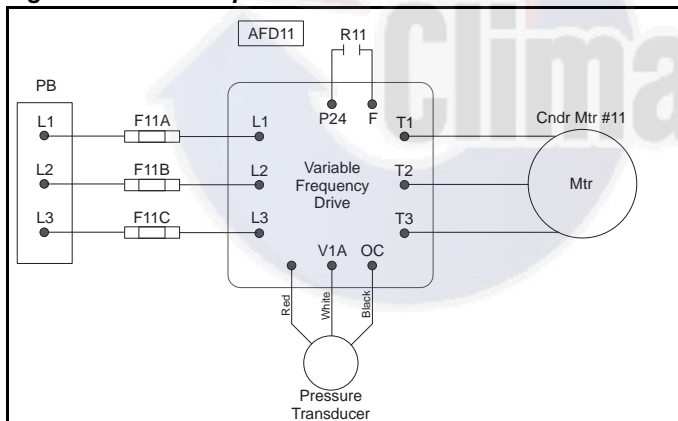 AFD11
R11
PB
P24 F
L1 F11A L1 T1 Cndr Mtr #11
L2 F11B L2 Variable Frequency Drive T2 Mtr
L3 F11C L3 T3
V1A OC
Red White Black
Pressure
Transducer
Clima